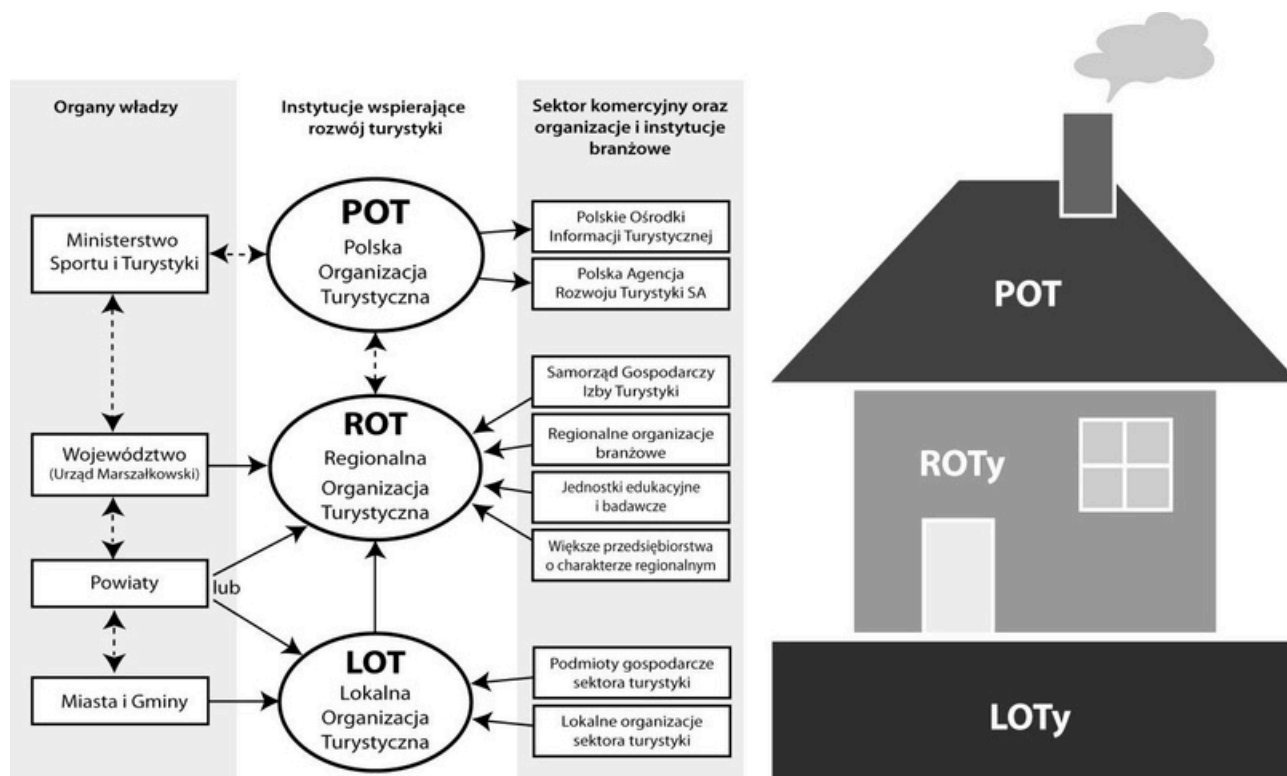 Organy władzy
Instytucje wspierające
rozwój turystyki
Sektor komercyjny oraz
organizacje i instytucje
branżowe
Ministerstwo
Sportu i Turystyki
POT
Polska
Organizacja
Turystyczna
Polskie Ośrodki
Informacji Turystycznej
Polska Agencja
Rozwoju Turystyki SA
Województwo
(Urząd Marszałkowski)
ROT
Regionalna
Organizacja
Turystyczna
Samorząd Gospodarczy
Izby Turystyki
Regionalne organizacje
branżowe
Jednostki edukacyjne
i badawcze
Większe przedsiębiorstwa
o charakterze regionalnym
Powiaty
lub
Miasta i Gminy
LOT
Lokalna
Organizacja
Turystyczna
Podmioty gospodarcze
sektora turystyki
Lokalne organizacje
sektora turystyki
POT
ROTy
LOTy